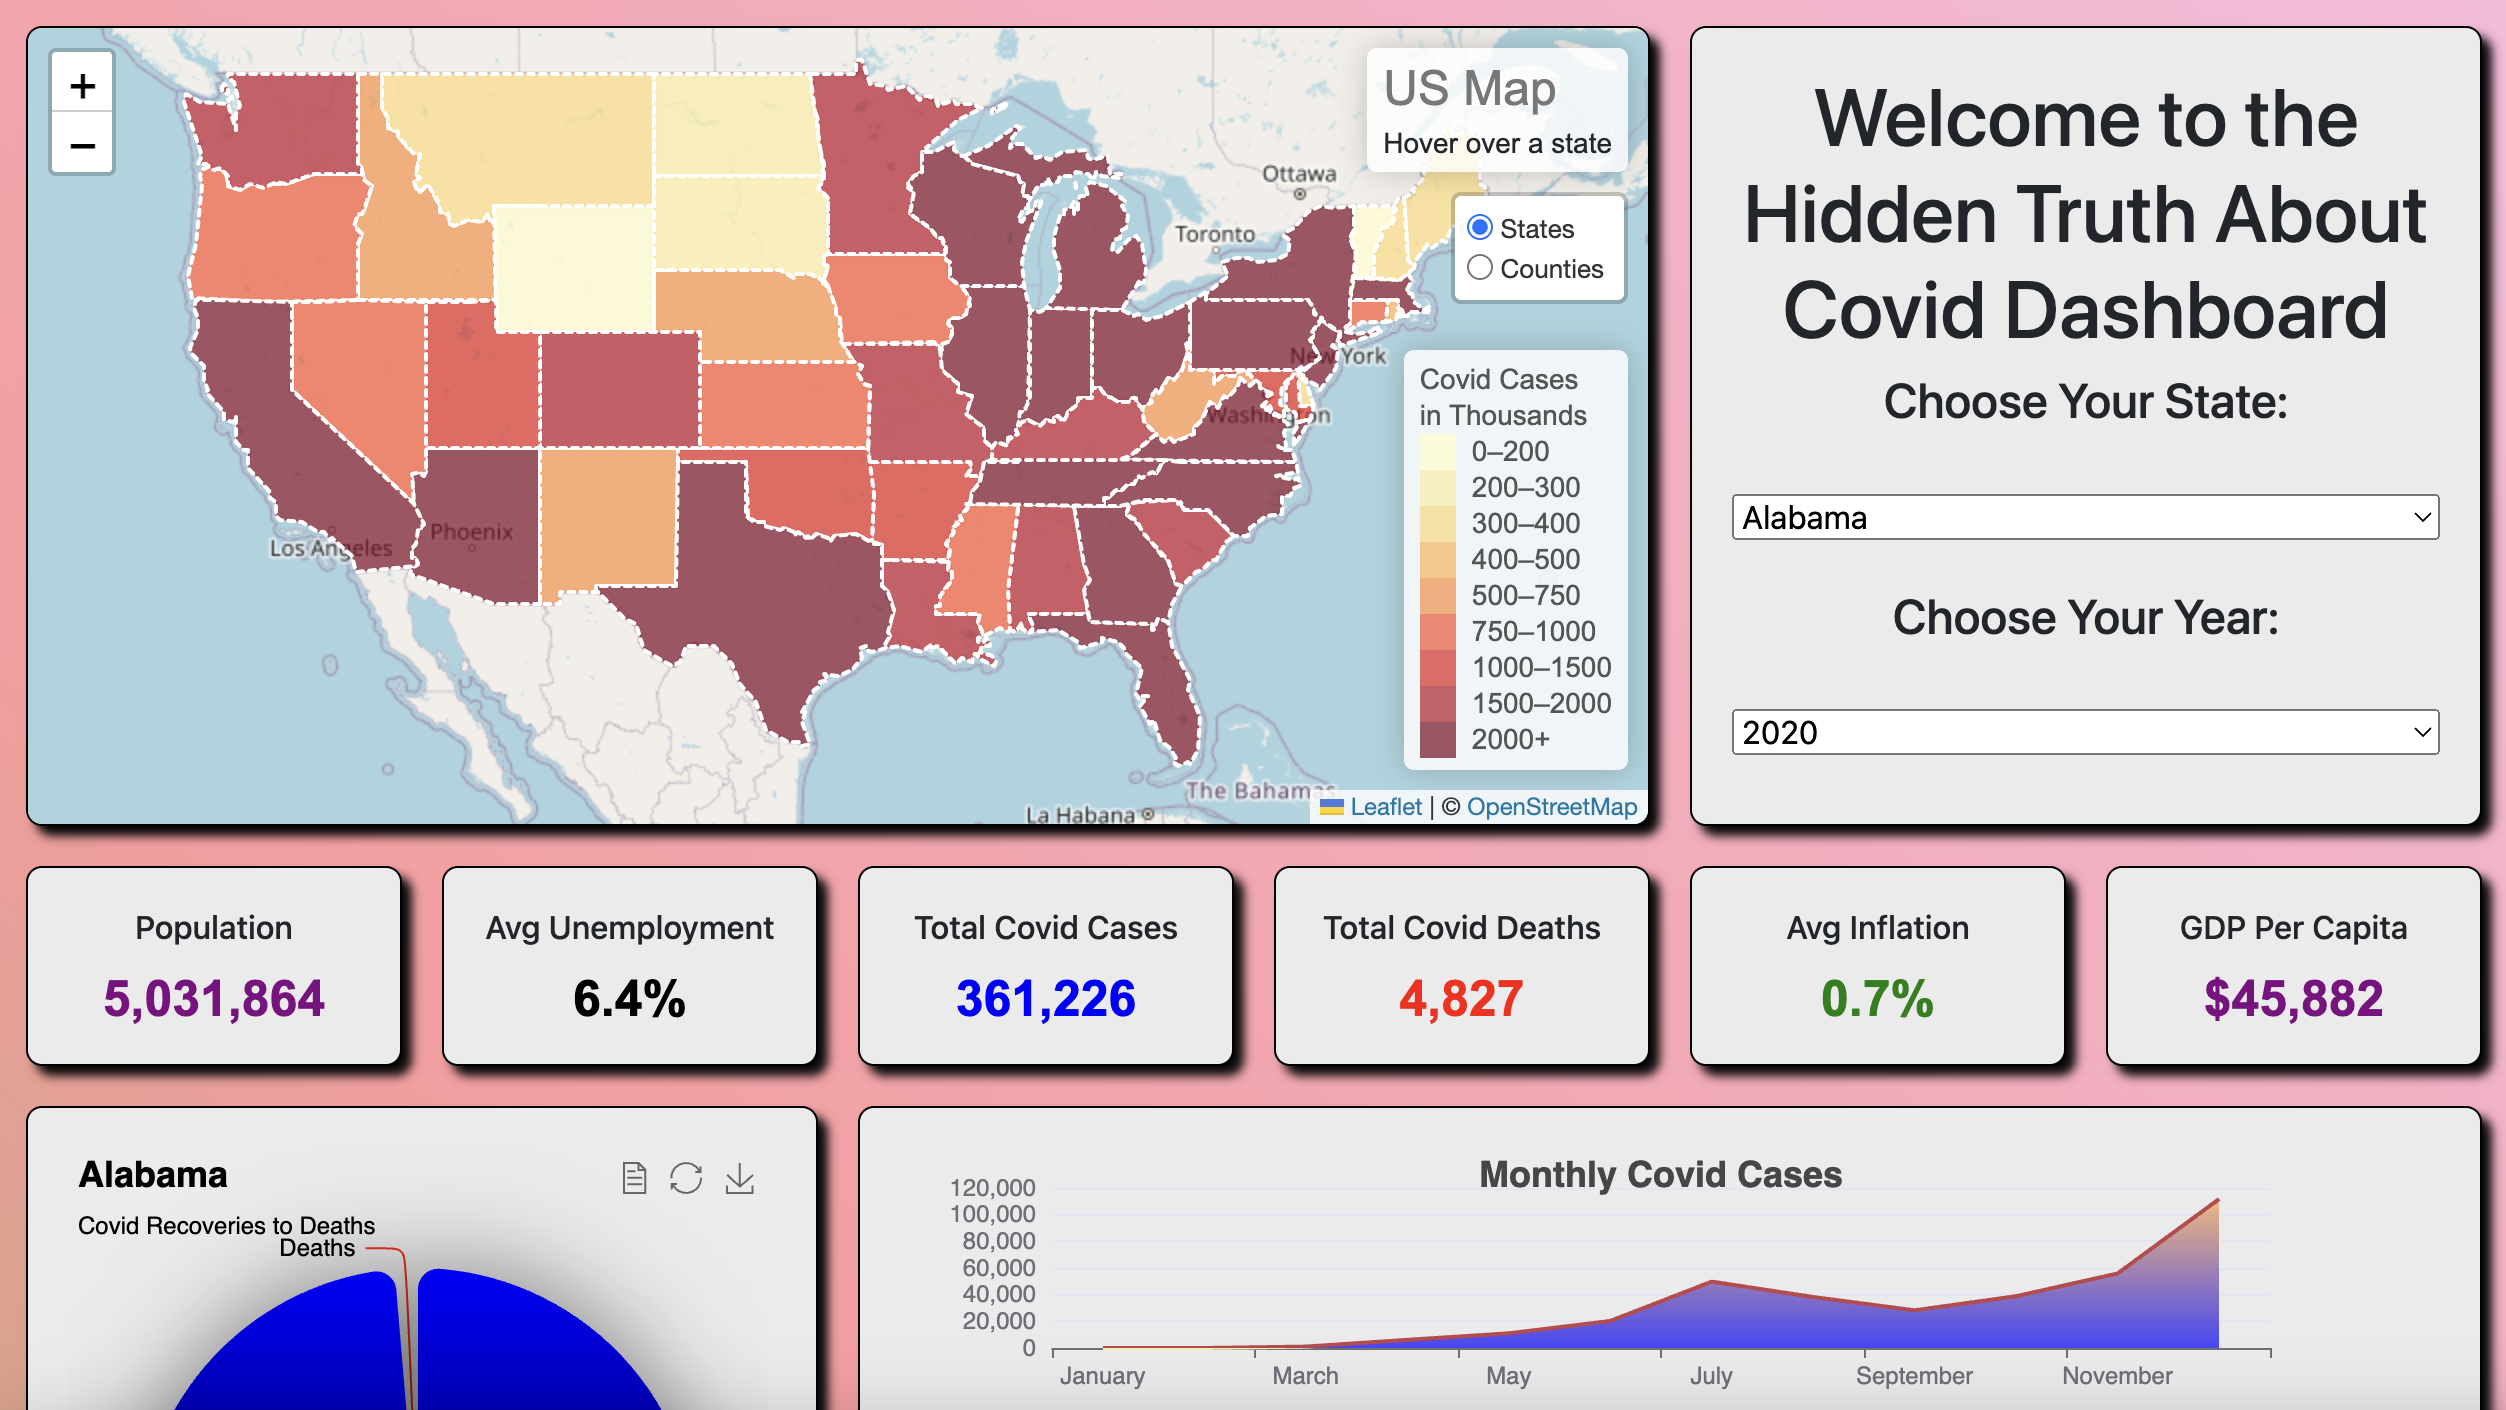 +
−
US Map
Hover over a state
Ottawa
Toronto
States
Counties
New York
Washington
Phoenix
Los Angeles
Covid Cases
in Thousands
0–200
200–300
300–400
400–500
500–750
750–1000
1000–1500
1500–2000
2000+
The Bahamas
La Habana
Leaflet | © OpenStreetMap
Welcome to the
Hidden Truth About
Covid Dashboard
Choose Your State:
Alabama
Choose Your Year:
2020
Population
5,031,864
Avg Unemployment
6.4%
Total Covid Cases
361,226
Total Covid Deaths
4,827
Avg Inflation
0.7%
GDP Per Capita
$45,882
Alabama
Covid Recoveries to Deaths
Deaths
Monthly Covid Cases
120,000
100,000
80,000
60,000
40,000
20,000
0
January March May July September November